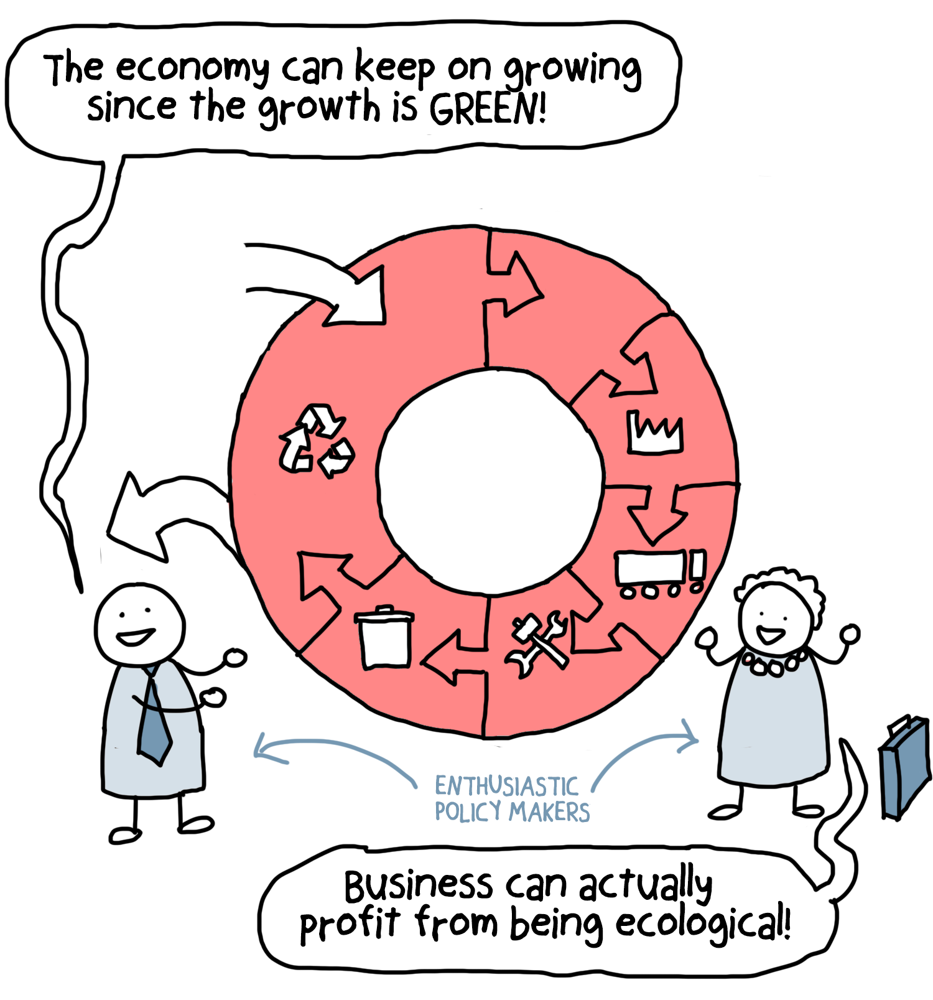 The economy can keep on growing
since the growth is GREEN!
ENTHUSIASTIC
POLICY MAKERS
Business can actually
profit from being ecological!